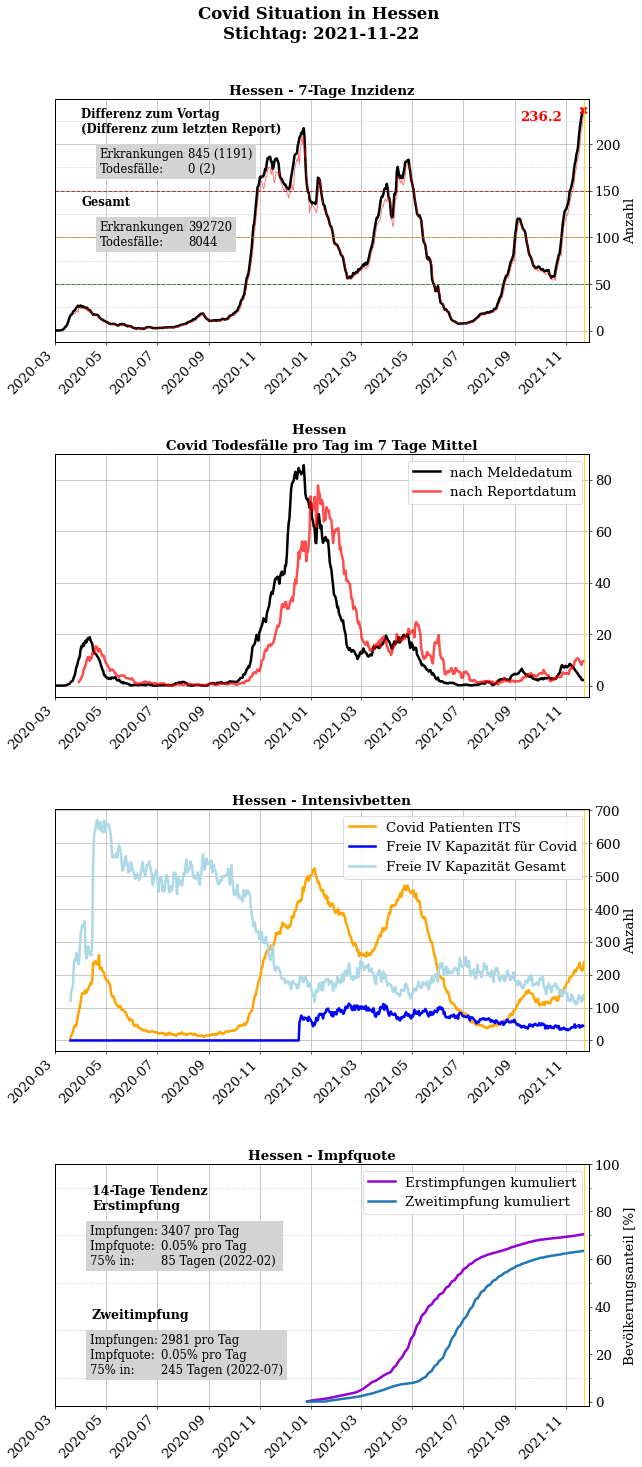 Covid Situation in Hessen
Stichtag: 2021-11-22
Hessen - 7-Tage Inzidenz
Differenz zum Vortag
(Differenz zum letzten Report)
Erkrankungen 845 (1191)
Todesfälle: 0 (2)
Gesamt
Erkrankungen 392720
Todesfälle: 8044
236.2
200
150
100
50
0
Anzahl
2020-03
2020-05
2020-07
2020-09
2020-11
2021-01
2021-03
2021-05
2021-07
2021-09
2021-11
Hessen
Covid Todesfälle pro Tag im 7 Tage Mittel
nach Meldedatum
nach Reportdatum
80
60
40
20
0
2020-03
2020-05
2020-07
2020-09
2020-11
2021-01
2021-03
2021-05
2021-07
2021-09
2021-11
Hessen - Intensivbetten
Covid Patienten ITS
Freie IV Kapazität für Covid
Freie IV Kapazität Gesamt
700
600
500
400
300
200
100
0
Anzahl
2020-03
2020-05
2020-07
2020-09
2020-11
2021-01
2021-03
2021-05
2021-07
2021-09
2021-11
Hessen - Impfquote
14-Tage Tendenz
Erstimpfung
Impfungen: 3407 pro Tag
Impfquote: 0.05% pro Tag
75% in: 85 Tagen (2022-02)
Zweitimpfung
Impfungen: 2981 pro Tag
Impfquote: 0.05% pro Tag
75% in: 245 Tagen (2022-07)
Erstimpfungen kumuliert
Zweitimpfung kumuliert
100
80
60
40
20
0
Bevölkerungsanteil [%]
2020-03
2020-05
2020-07
2020-09
2020-11
2021-01
2021-03
2021-05
2021-07
2021-09
2021-11